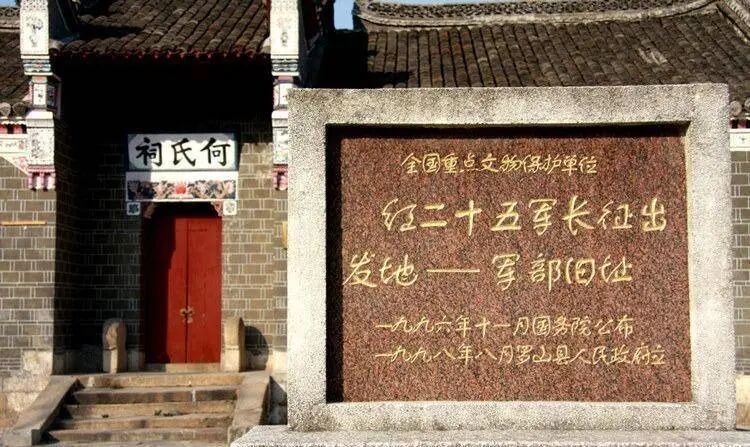 何氏祠
全国重点文物保护单位
红二十五军长征出
发地——军部旧址
一九九六年十一月国务院公布
一九九八年八月罗山县人民政府立